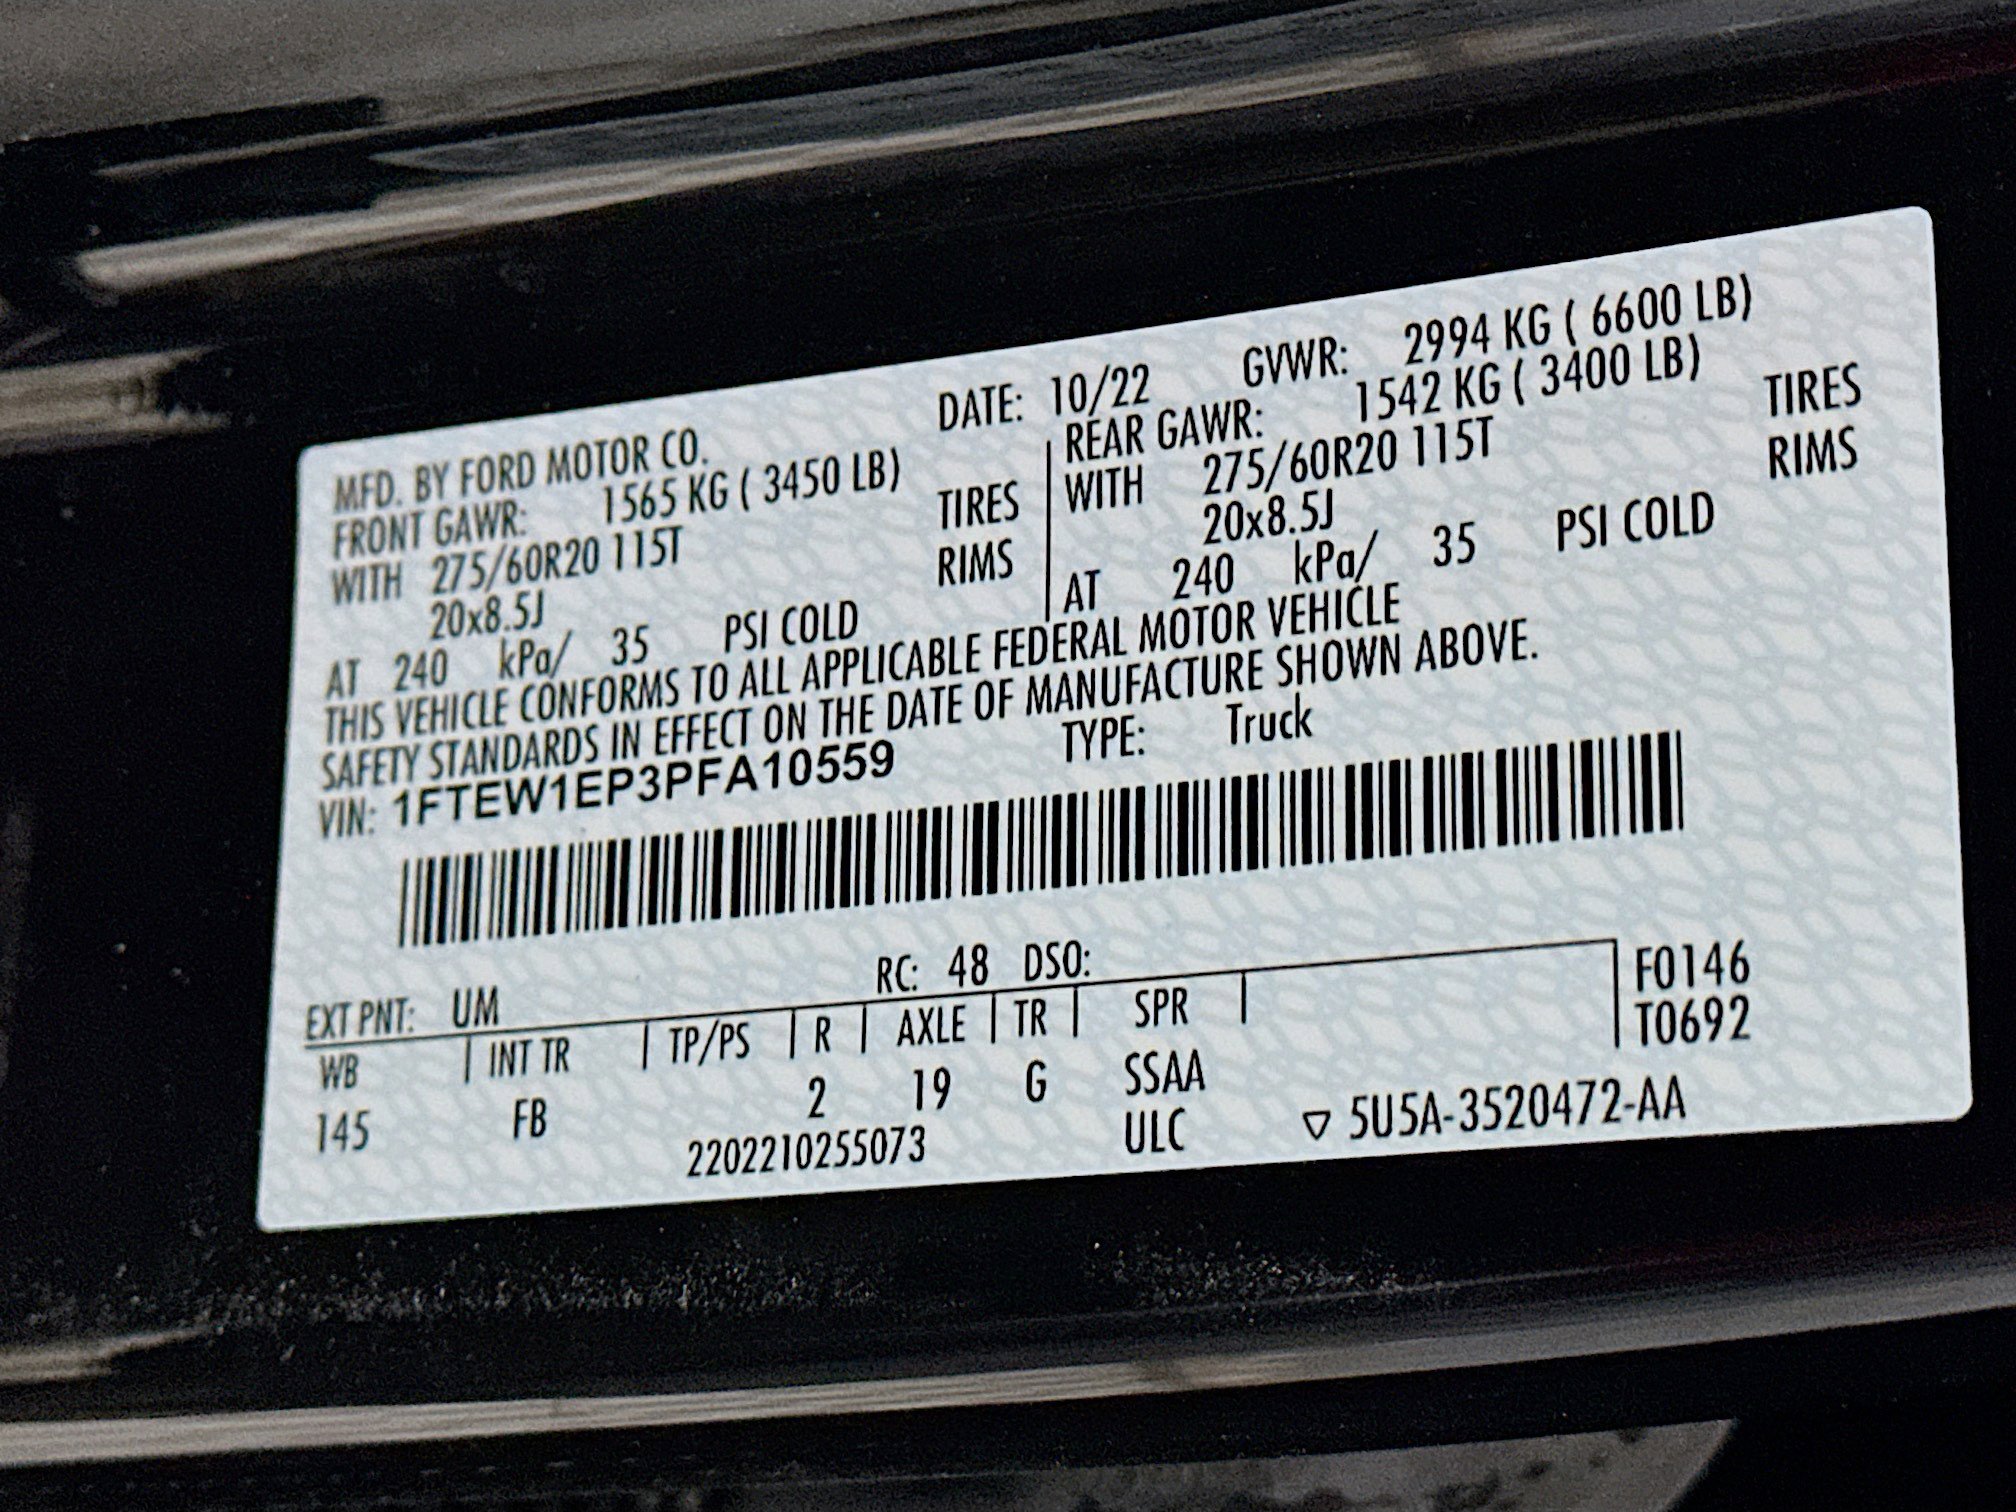 MFD. BY FORD MOTOR CO. DATE: 10/22 GVWR: 2994 KG ( 6600 LB)
FRONT GAWR: 1565 KG ( 3450 LB) REAR GAWR: 1542 KG ( 3400 LB)
WITH 275/60R20 115T TIRES WITH 275/60R20 115T TIRES
20x8.5J RIMS 20x8.5J RIMS
AT 240 kPa/ 35 PSI COLD AT 240 kPa/ 35 PSI COLD
THIS VEHICLE CONFORMS TO ALL APPLICABLE FEDERAL MOTOR VEHICLE
SAFETY STANDARDS IN EFFECT ON THE DATE OF MANUFACTURE SHOWN ABOVE.
VIN: 1FTEW1EP3PFA10559 TYPE: Truck
EXT PNT: UM RC: 48 DSO: F0146
WB | INT TR | TP/PS | R | AXLE | TR | SPR | T0692
145 FB 2 19 G SSAA
2202210255073 ULC ▽ 5U5A-3520472-AA